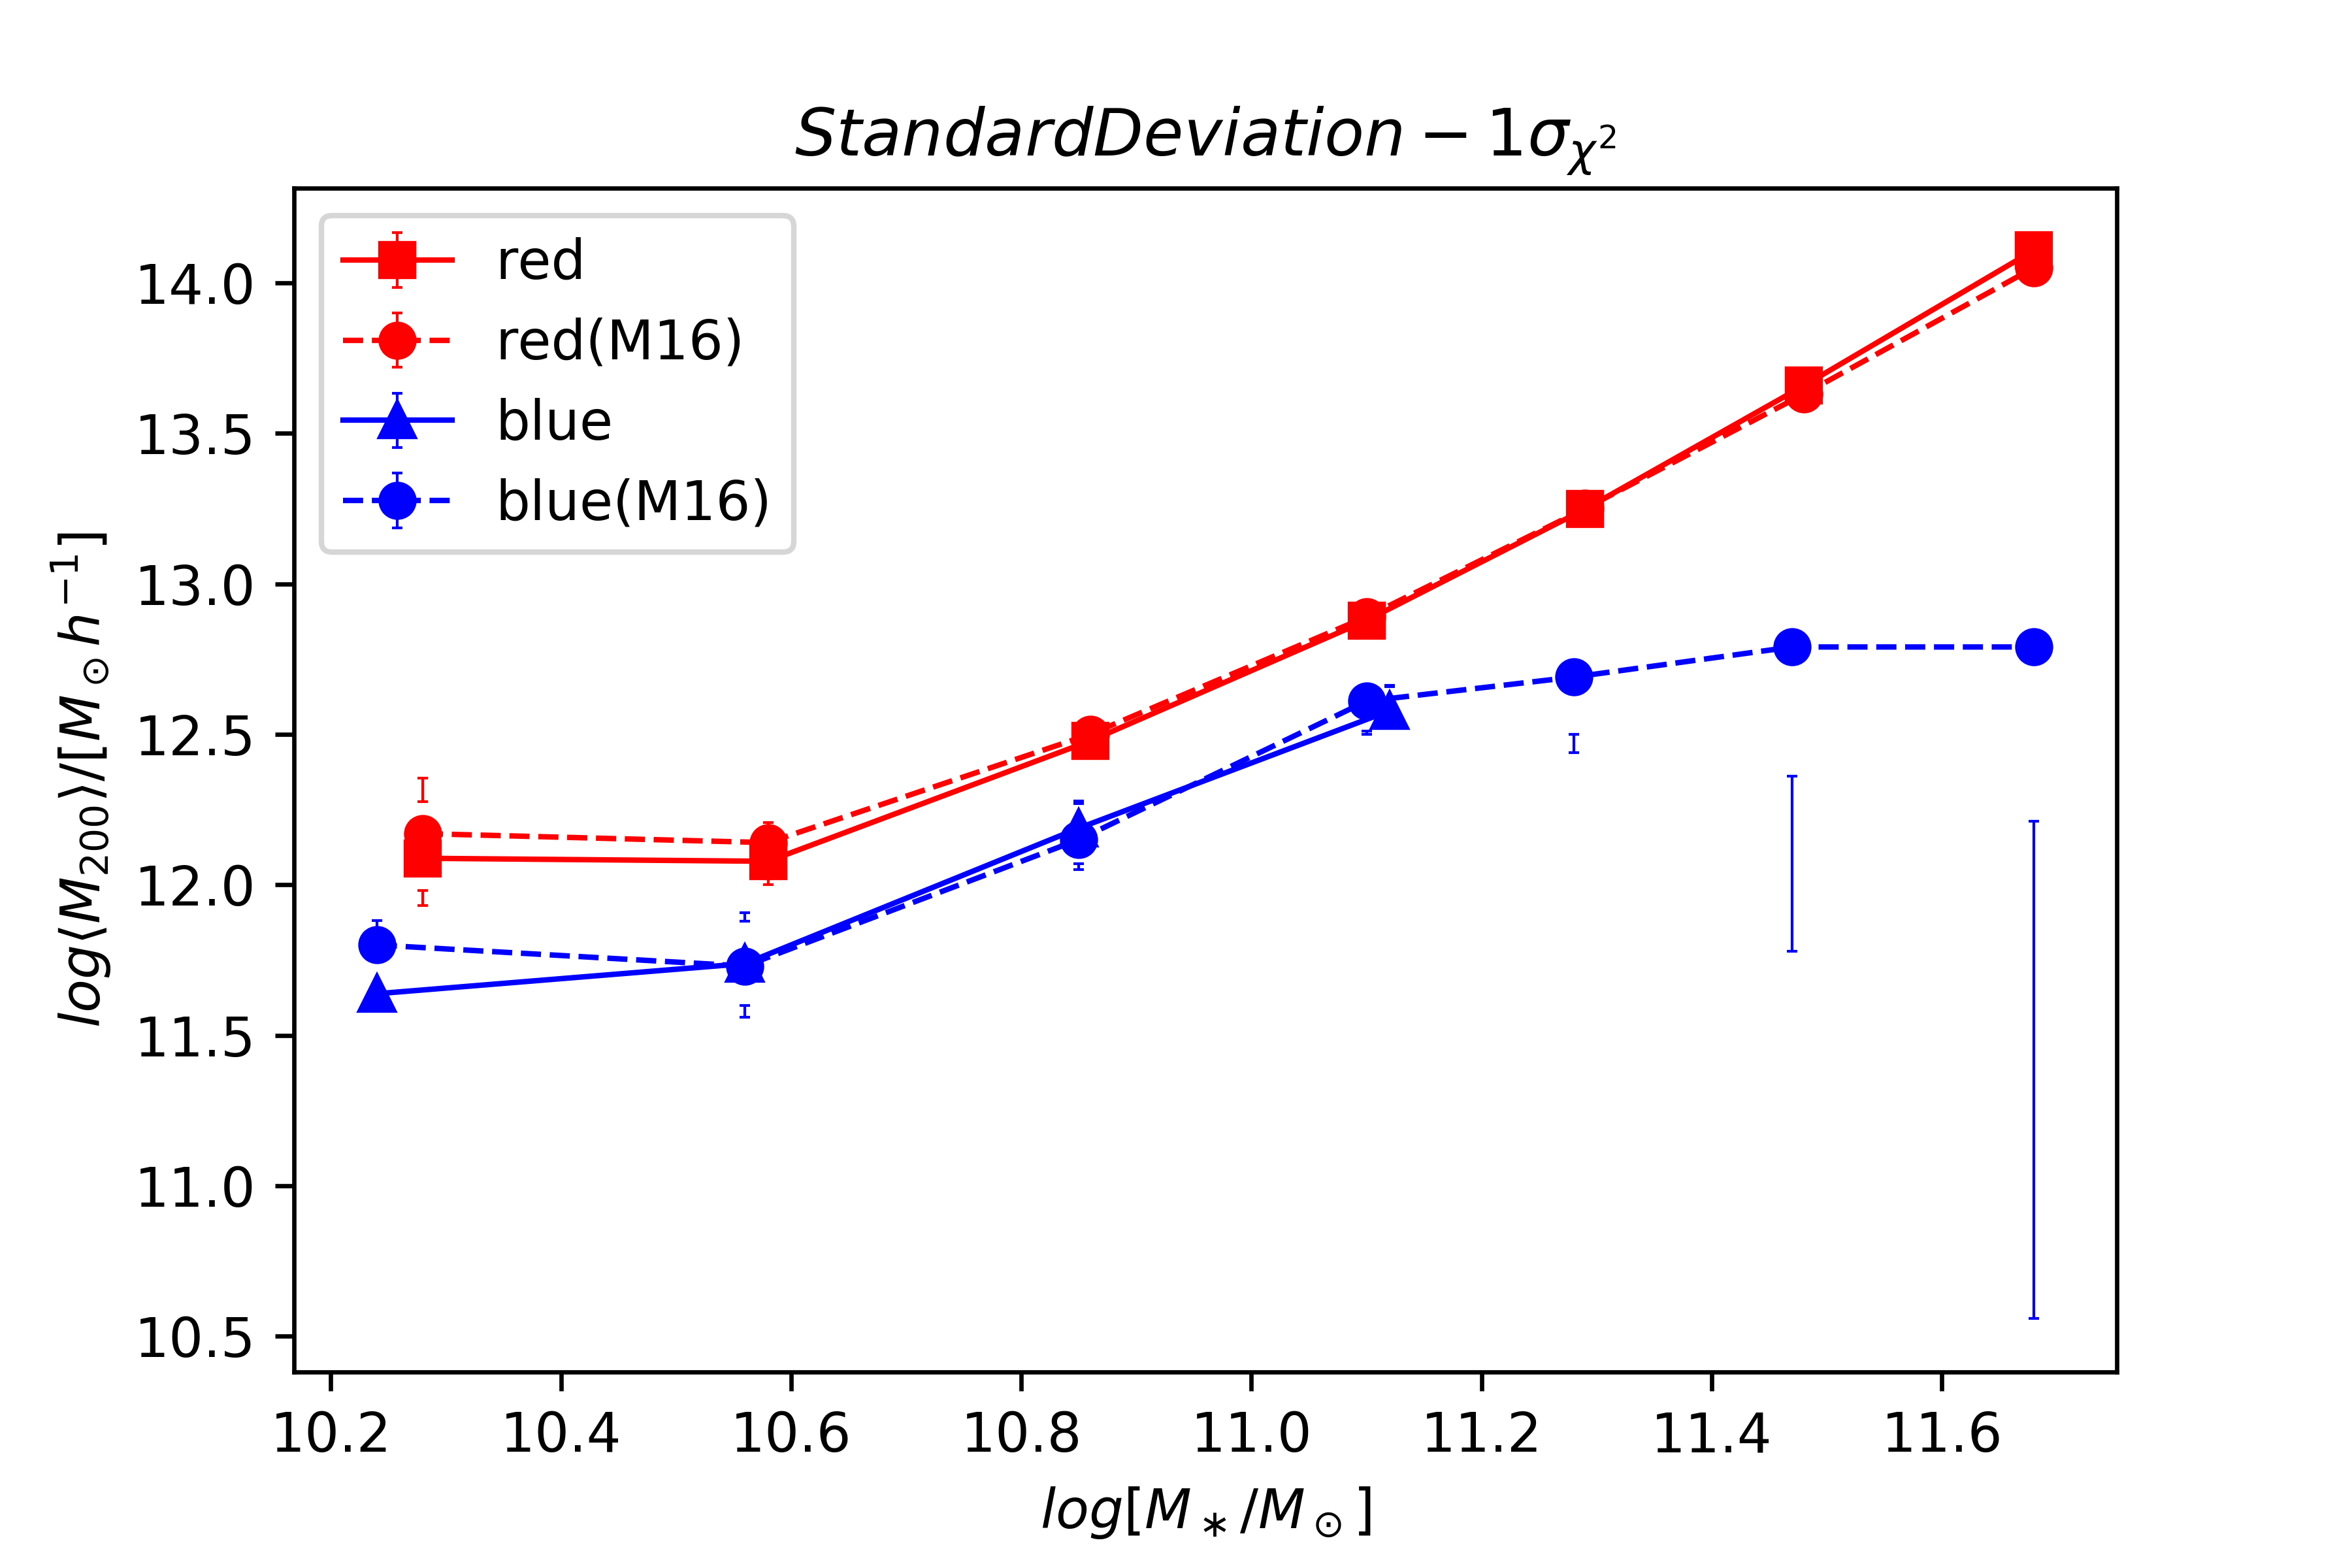 StandardDeviation − 1σ_χ²
red
red(M16)
blue
blue(M16)
log⟨M₂₀₀⟩/[M⊙h⁻¹]
14.0
13.5
13.0
12.5
12.0
11.5
11.0
10.5
10.2 10.4 10.6 10.8 11.0 11.2 11.4 11.6
log[M∗/M⊙]